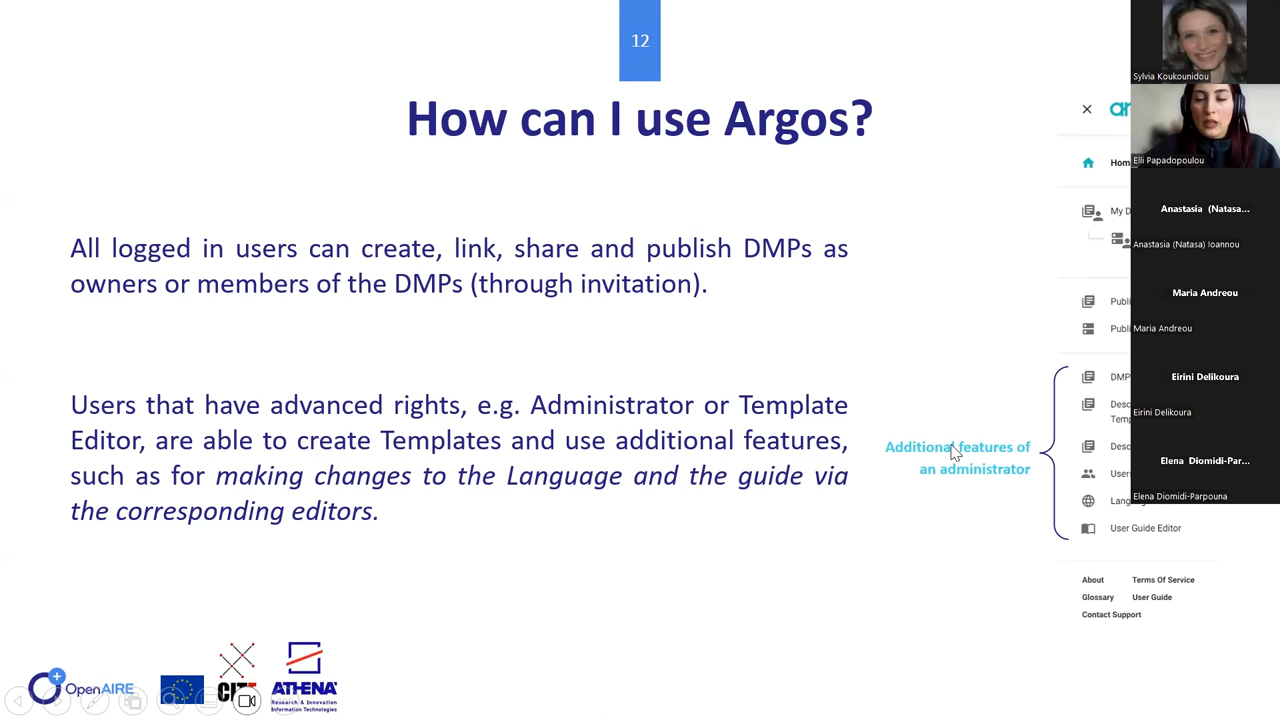 12
How can I use Argos?
All logged in users can create, link, share and publish DMPs as
owners or members of the DMPs (through invitation).
Users that have advanced rights, e.g. Administrator or Template
Editor, are able to create Templates and use additional features,
such as for making changes to the Language and the guide via
the corresponding editors.
Additional features of
an administrator
User Guide Editor
About Terms Of Service
Glossary User Guide
Contact Support
Sylvia Koukounidou
Elli Papadopoulou
Anastasia (Natasa...
Anastasia (Natasa) Ioannou
Maria Andreou
Maria Andreou
Eirini Delikoura
Eirini Delikoura
Elena Diomidi-Par...
Elena Diomidi-Parpouna
OpenAIRE
ATHENA
Research & Innovation
Information Technologies